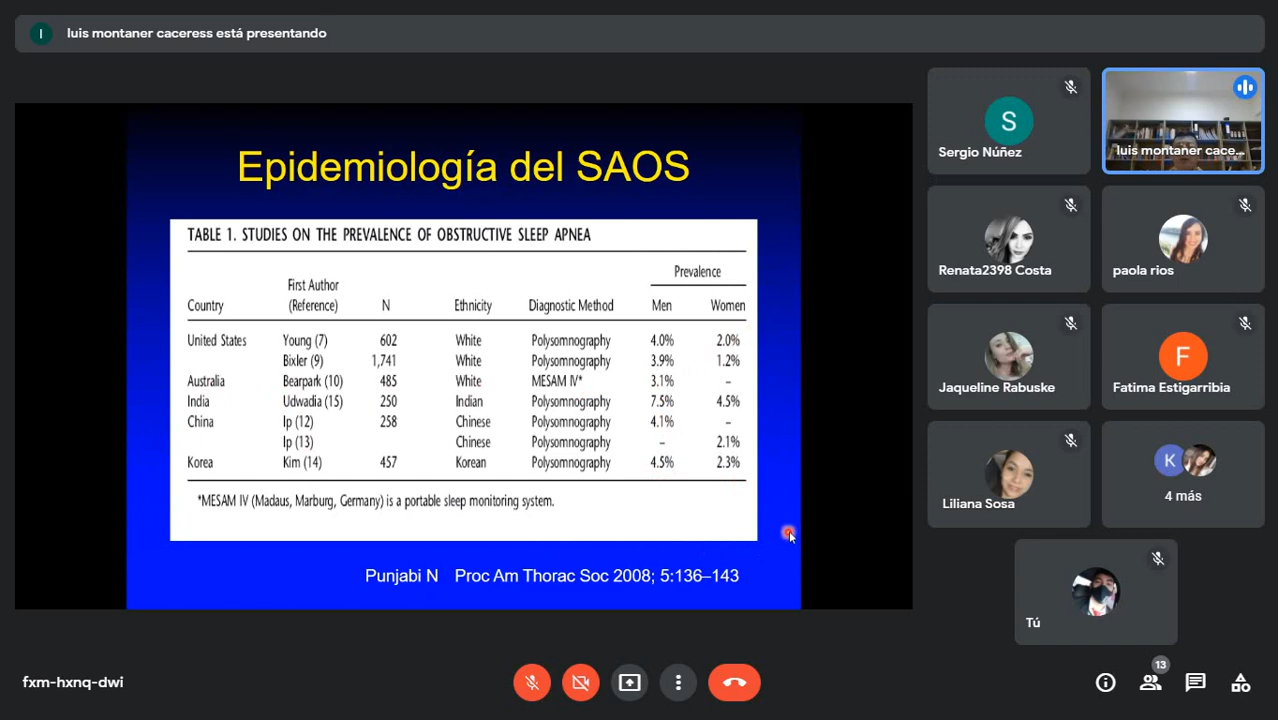 I
luis montaner caceress está presentando
Epidemiología del SAOS
TABLE 1. STUDIES ON THE PREVALENCE OF OBSTRUCTIVE SLEEP APNEA
Prevalence
First Author
Country (Reference) N Ethnicity Diagnostic Method Men Women
United States Young (7) 602 White Polysomnography 4.0% 2.0%
Bixler (9) 1,741 White Polysomnography 3.9% 1.2%
Australia Bearpark (10) 485 White MESAM IV* 3.1% –
India Udwadia (15) 250 Indian Polysomnography 7.5% 4.5%
China Ip (12) 258 Chinese Polysomnography 4.1% –
Ip (13) Chinese Polysomnography – 2.1%
Korea Kim (14) 457 Korean Polysomnography 4.5% 2.3%
*MESAM IV (Madaus, Marburg, Germany) is a portable sleep monitoring system.
Punjabi N Proc Am Thorac Soc 2008; 5:136–143
S
Sergio Núñez
luis montaner cace...
Renata2398 Costa
paola rios
Jaqueline Rabuske
F
Fatima Estigarribia
Liliana Sosa
K
4 más
Tú
fxm-hxnq-dwi
13